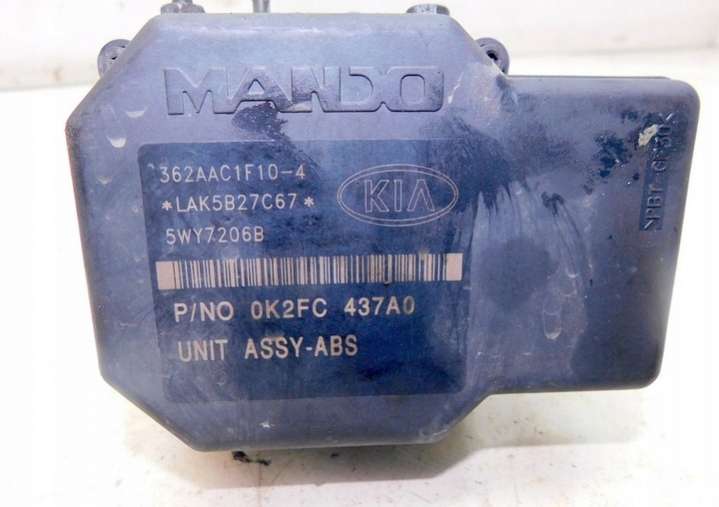 MANDO
362AAC1F10-4
*LAK5B27C67*
5WY7206B
KIA
P/NO 0K2FC 437A0
UNIT ASSY-ABS